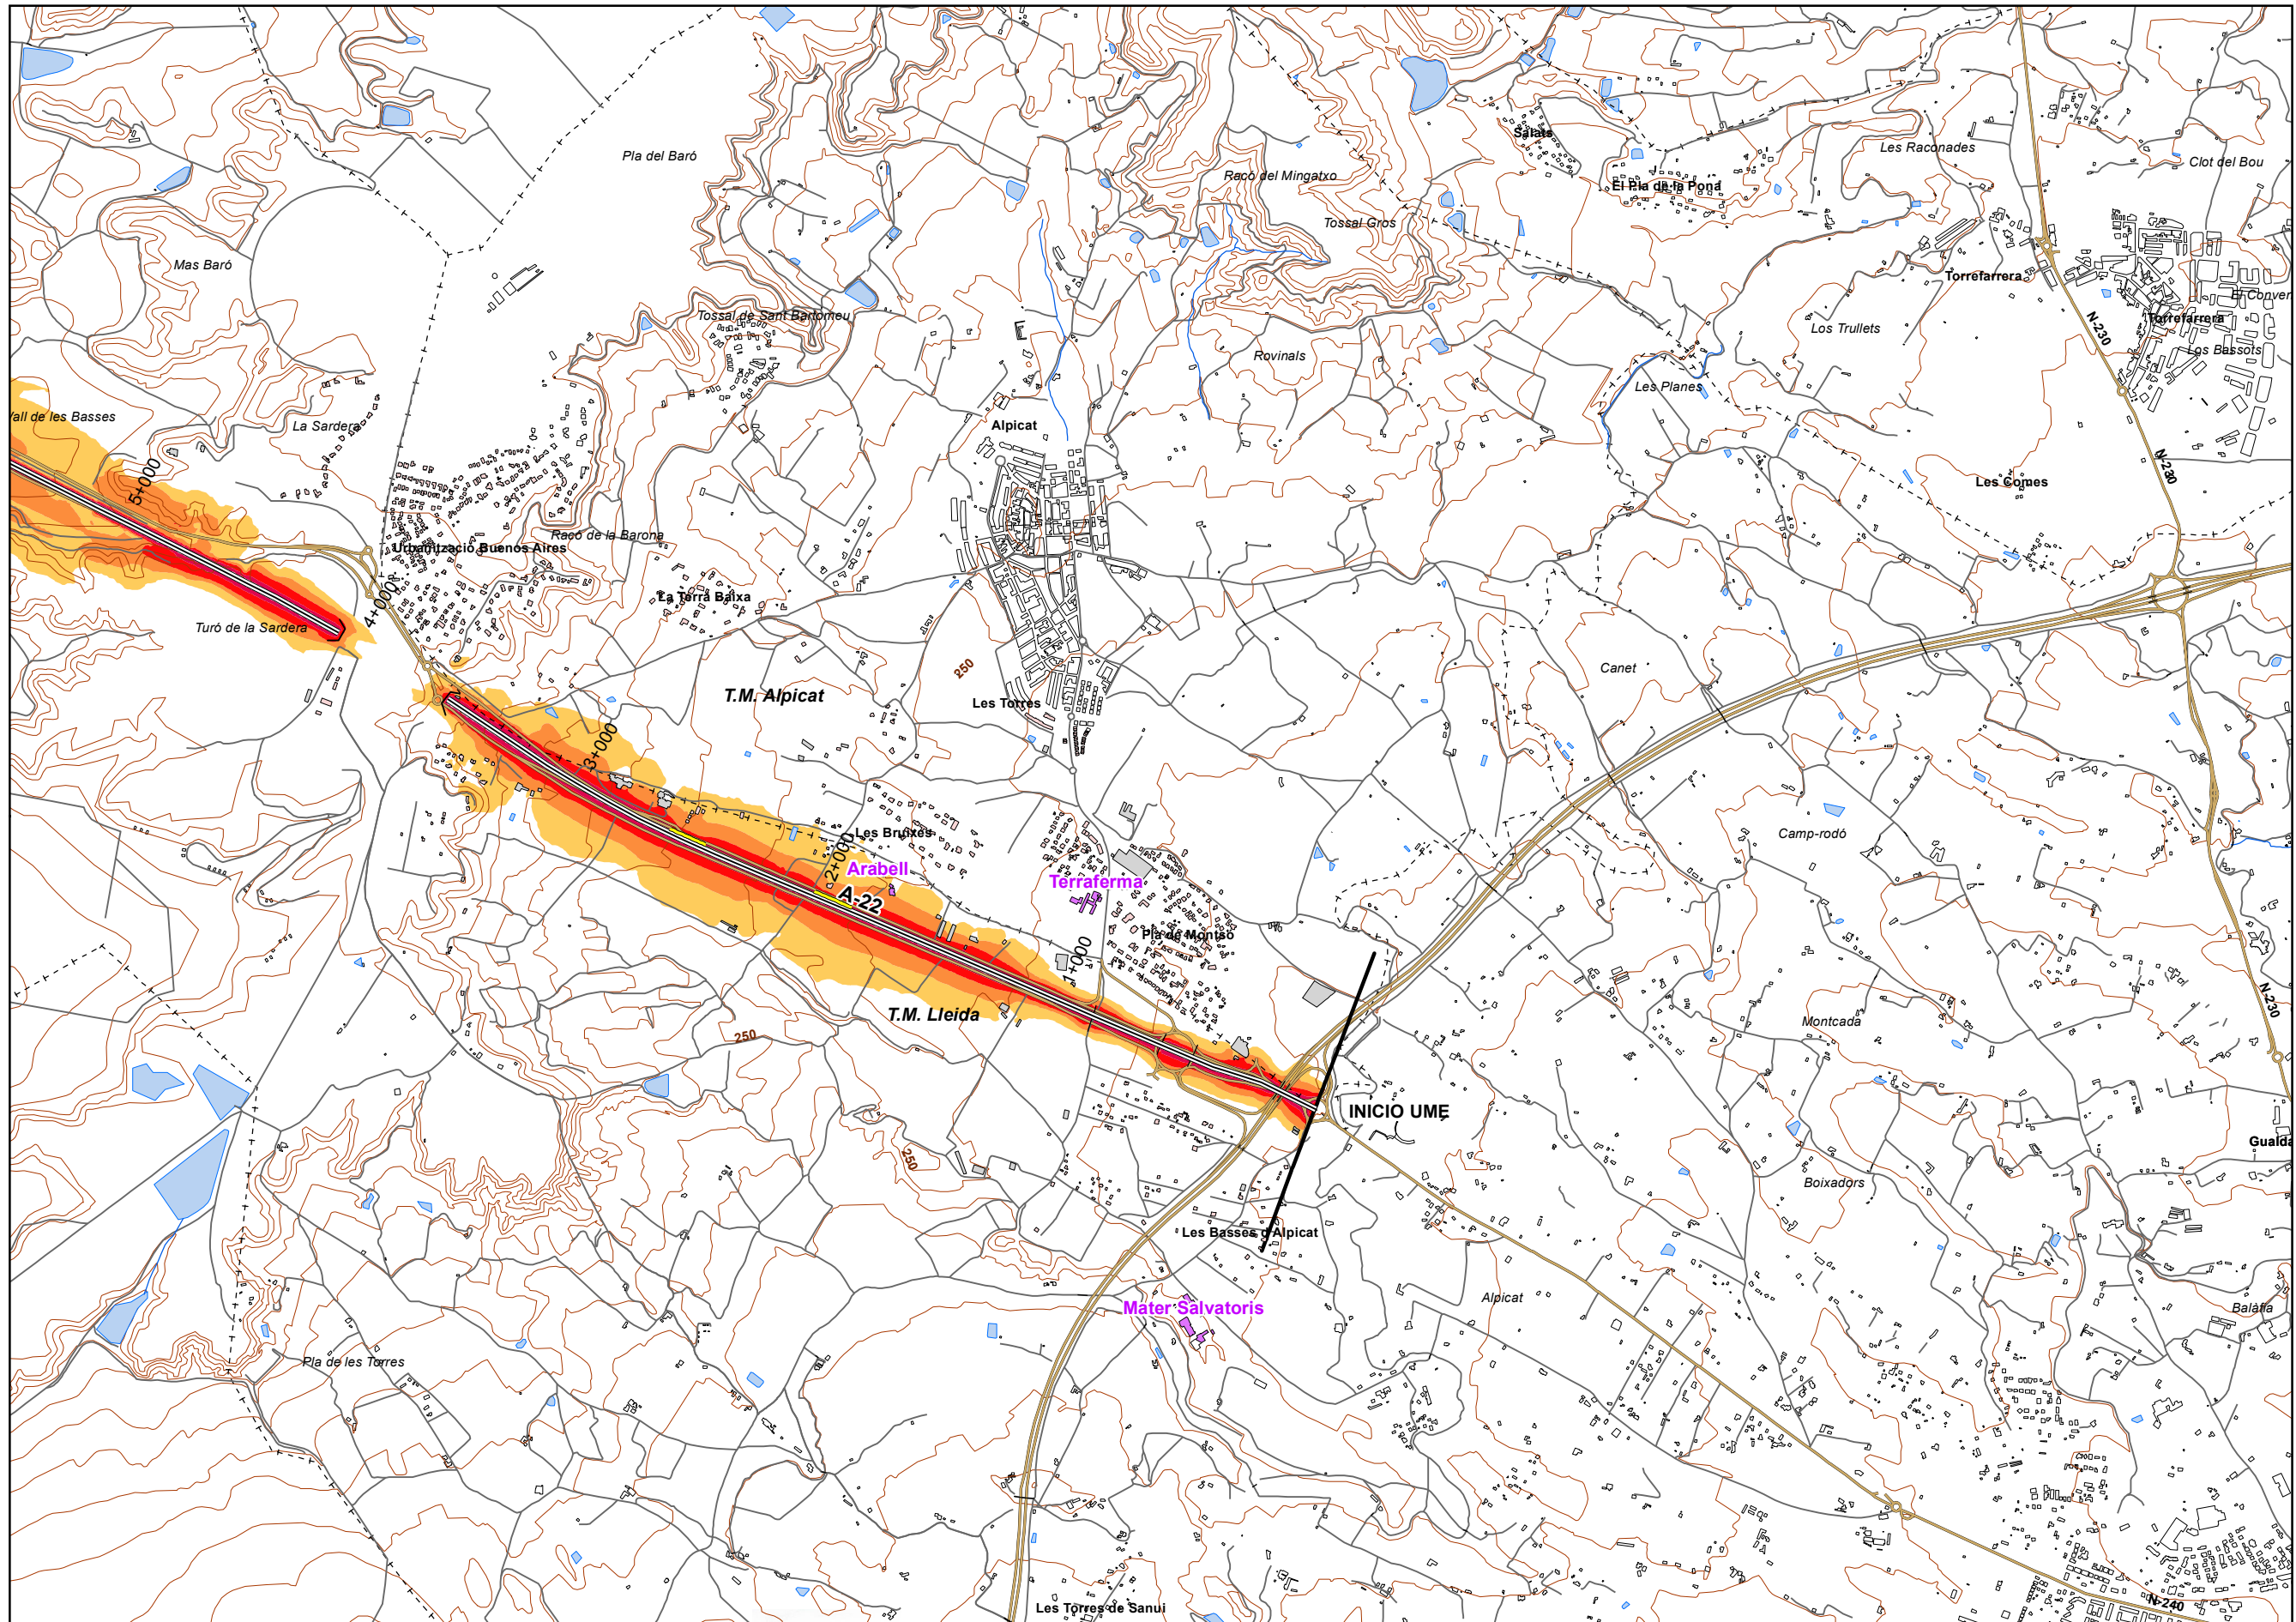 Salats
Les Raconades
Pla del Baró
Clot del Bou
Racó del Mingatxo
El Pla de la Pona
Tossal Gros
Mas Baró
Torrefarrera
Tossal de Sant Bartomeu
Torrefarrera
Los Trullets
N-230
Rovinals
Los Bassots
Les Planes
Vall de les Basses
La Sardera
Alpicat
N-230
5+000
Les Comes
Racó de la Barona
Urbanització Buenos Aires
La Terra Baixa
4+000
Turó de la Sardera
250
Canet
T.M. Alpicat
Les Torres
3+000
Les Bruixes
Camp-rodó
2+000
Arabell
Terraferma
A-22
Pla de Montsó
1+000
N-230
T.M. Lleida
Montcada
250
INICIO UME
250
Boixadors
Les Basses d'Alpicat
Alpicat
Mater Salvatoris
Balàfia
Pla de les Torres
Les Torres de Sanui
N-240